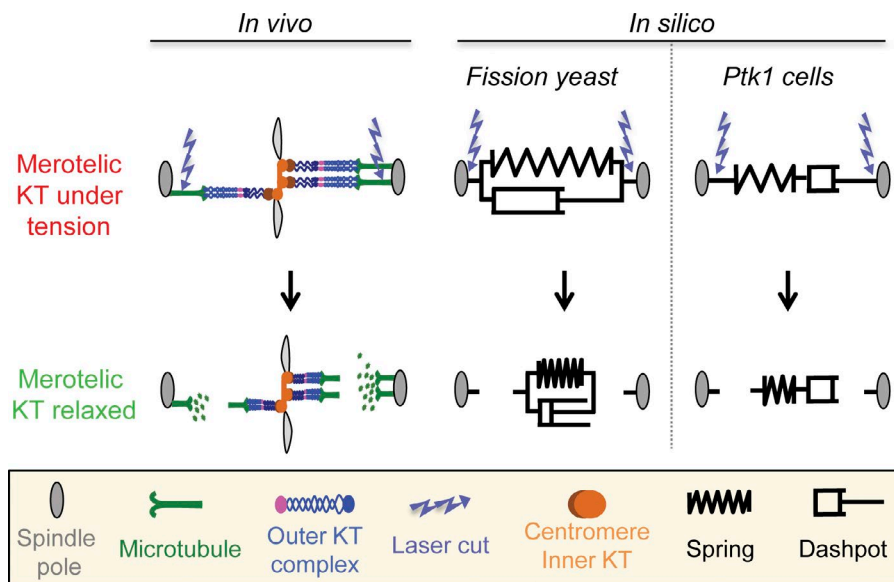 In vivo
In silico
Fission yeast
Ptk1 cells
Merotelic
KT under
tension
Merotelic
KT relaxed
Spindle
pole
Microtubule
Outer KT
complex
Laser cut
Centromere
Inner KT
Spring
Dashpot